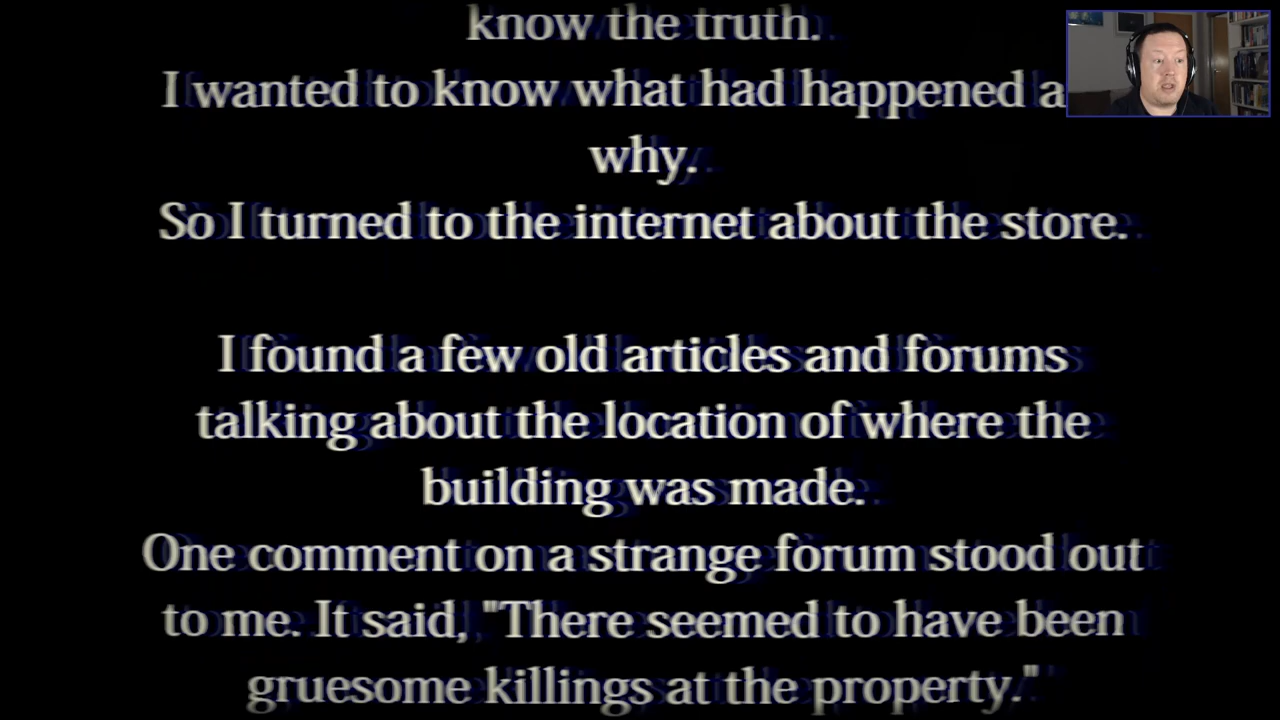 know the truth.
I wanted to know what had happened a
why.
So I turned to the internet about the store.
I found a few old articles and forums
talking about the location of where the
building was made.
One comment on a strange forum stood out
to me. It said, "There seemed to have been
gruesome killings at the property."